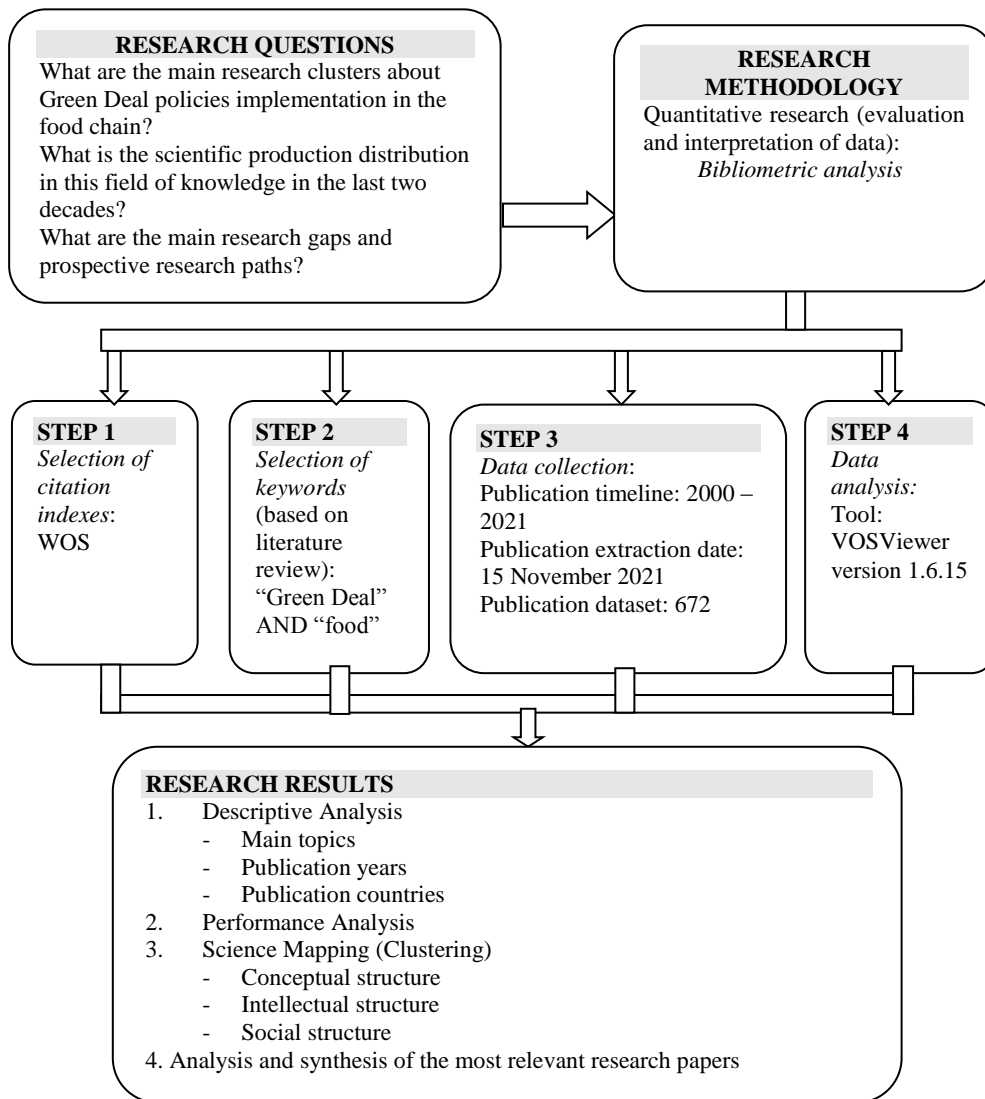 RESEARCH QUESTIONS
What are the main research clusters about
Green Deal policies implementation in the
food chain?
What is the scientific production distribution
in this field of knowledge in the last two
decades?
What are the main research gaps and
prospective research paths?
RESEARCH
METHODOLOGY
Quantitative research (evaluation
and interpretation of data):
Bibliometric analysis
STEP 1
Selection of
citation
indexes:
WOS
STEP 2
Selection of
keywords
(based on
literature
review):
“Green Deal”
AND “food”
STEP 3
Data collection:
Publication timeline: 2000 –
2021
Publication extraction date:
15 November 2021
Publication dataset: 672
STEP 4
Data
analysis:
Tool:
VOSViewer
version 1.6.15
RESEARCH RESULTS
1. Descriptive Analysis
- Main topics
- Publication years
- Publication countries
2. Performance Analysis
3. Science Mapping (Clustering)
- Conceptual structure
- Intellectual structure
- Social structure
4. Analysis and synthesis of the most relevant research papers